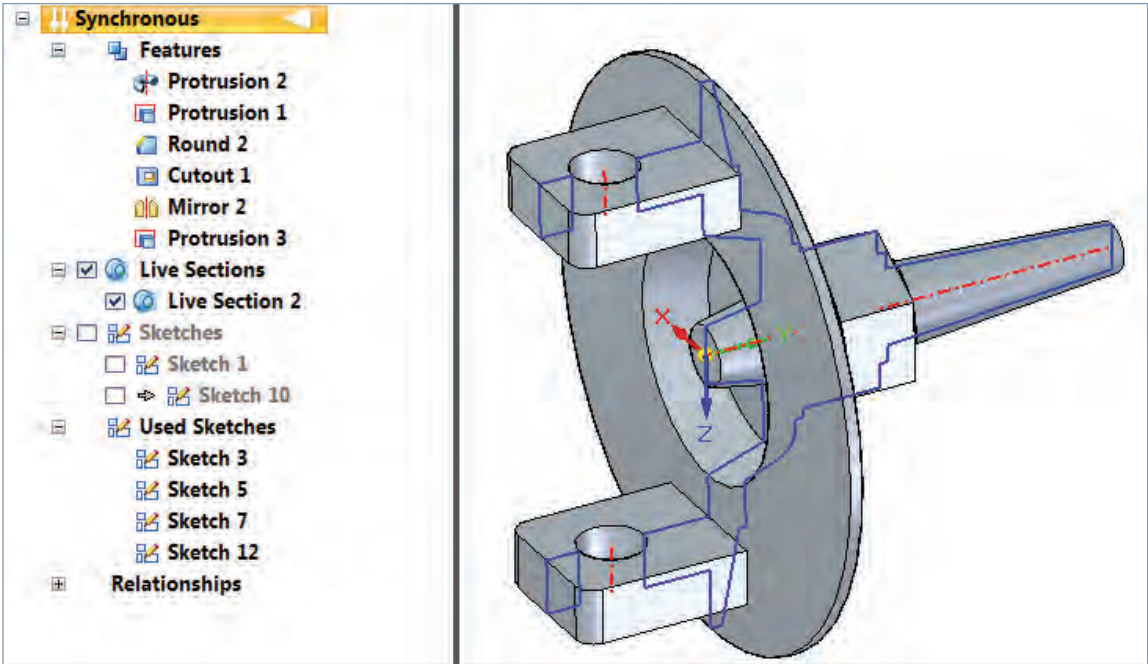 Synchronous
Features
Protrusion 2
Protrusion 1
Round 2
Cutout 1
Mirror 2
Protrusion 3
Live Sections
Live Section 2
Sketches
Sketch 1
Sketch 10
Used Sketches
Sketch 3
Sketch 5
Sketch 7
Sketch 12
Relationships
X
Y
Z